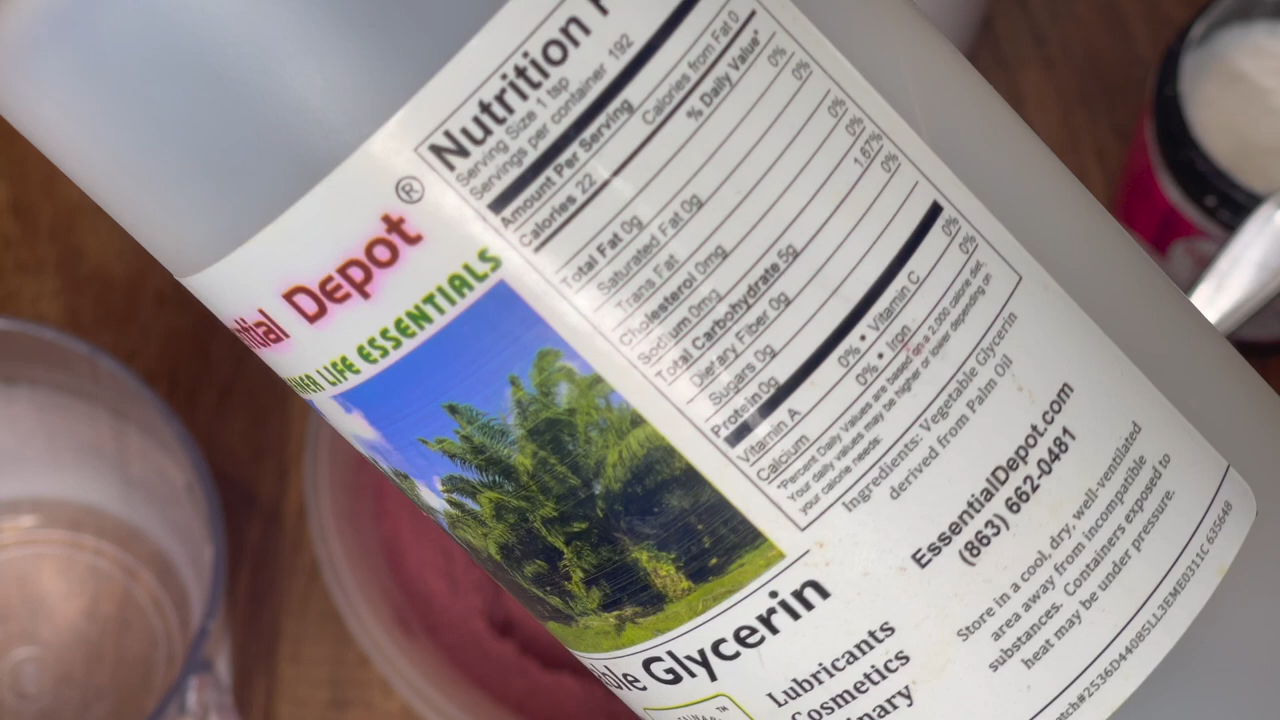 Depot®
LIFE ESSENTIALS
Glycerin
Lubricants
Cosmetics
Nutrition
Serving Size 1 tsp
Servings per container 192
Amount Per Serving
Calories 22 Calories from Fat 0
% Daily Value*
Total Fat 0g 0%
Saturated Fat 0g 0%
Trans Fat
Cholesterol 0mg 0%
Sodium 0mg 0%
Total Carbohydrate 5g 1.67%
Dietary Fiber 0g 0%
Sugars 0g
Protein 0g
Vitamin A 0% • Vitamin C 0%
Calcium 0% • Iron 0%
*Percent Daily Values are based on a 2,000 calorie diet.
Your daily values may be higher or lower depending on
your calorie needs:
Ingredients: Vegetable Glycerin
derived from Palm Oil
EssentialDepot.com
(863) 662-0481
Store in a cool, dry, well-ventilated
area away from incompatible
substances. Containers exposed to
heat may be under pressure.